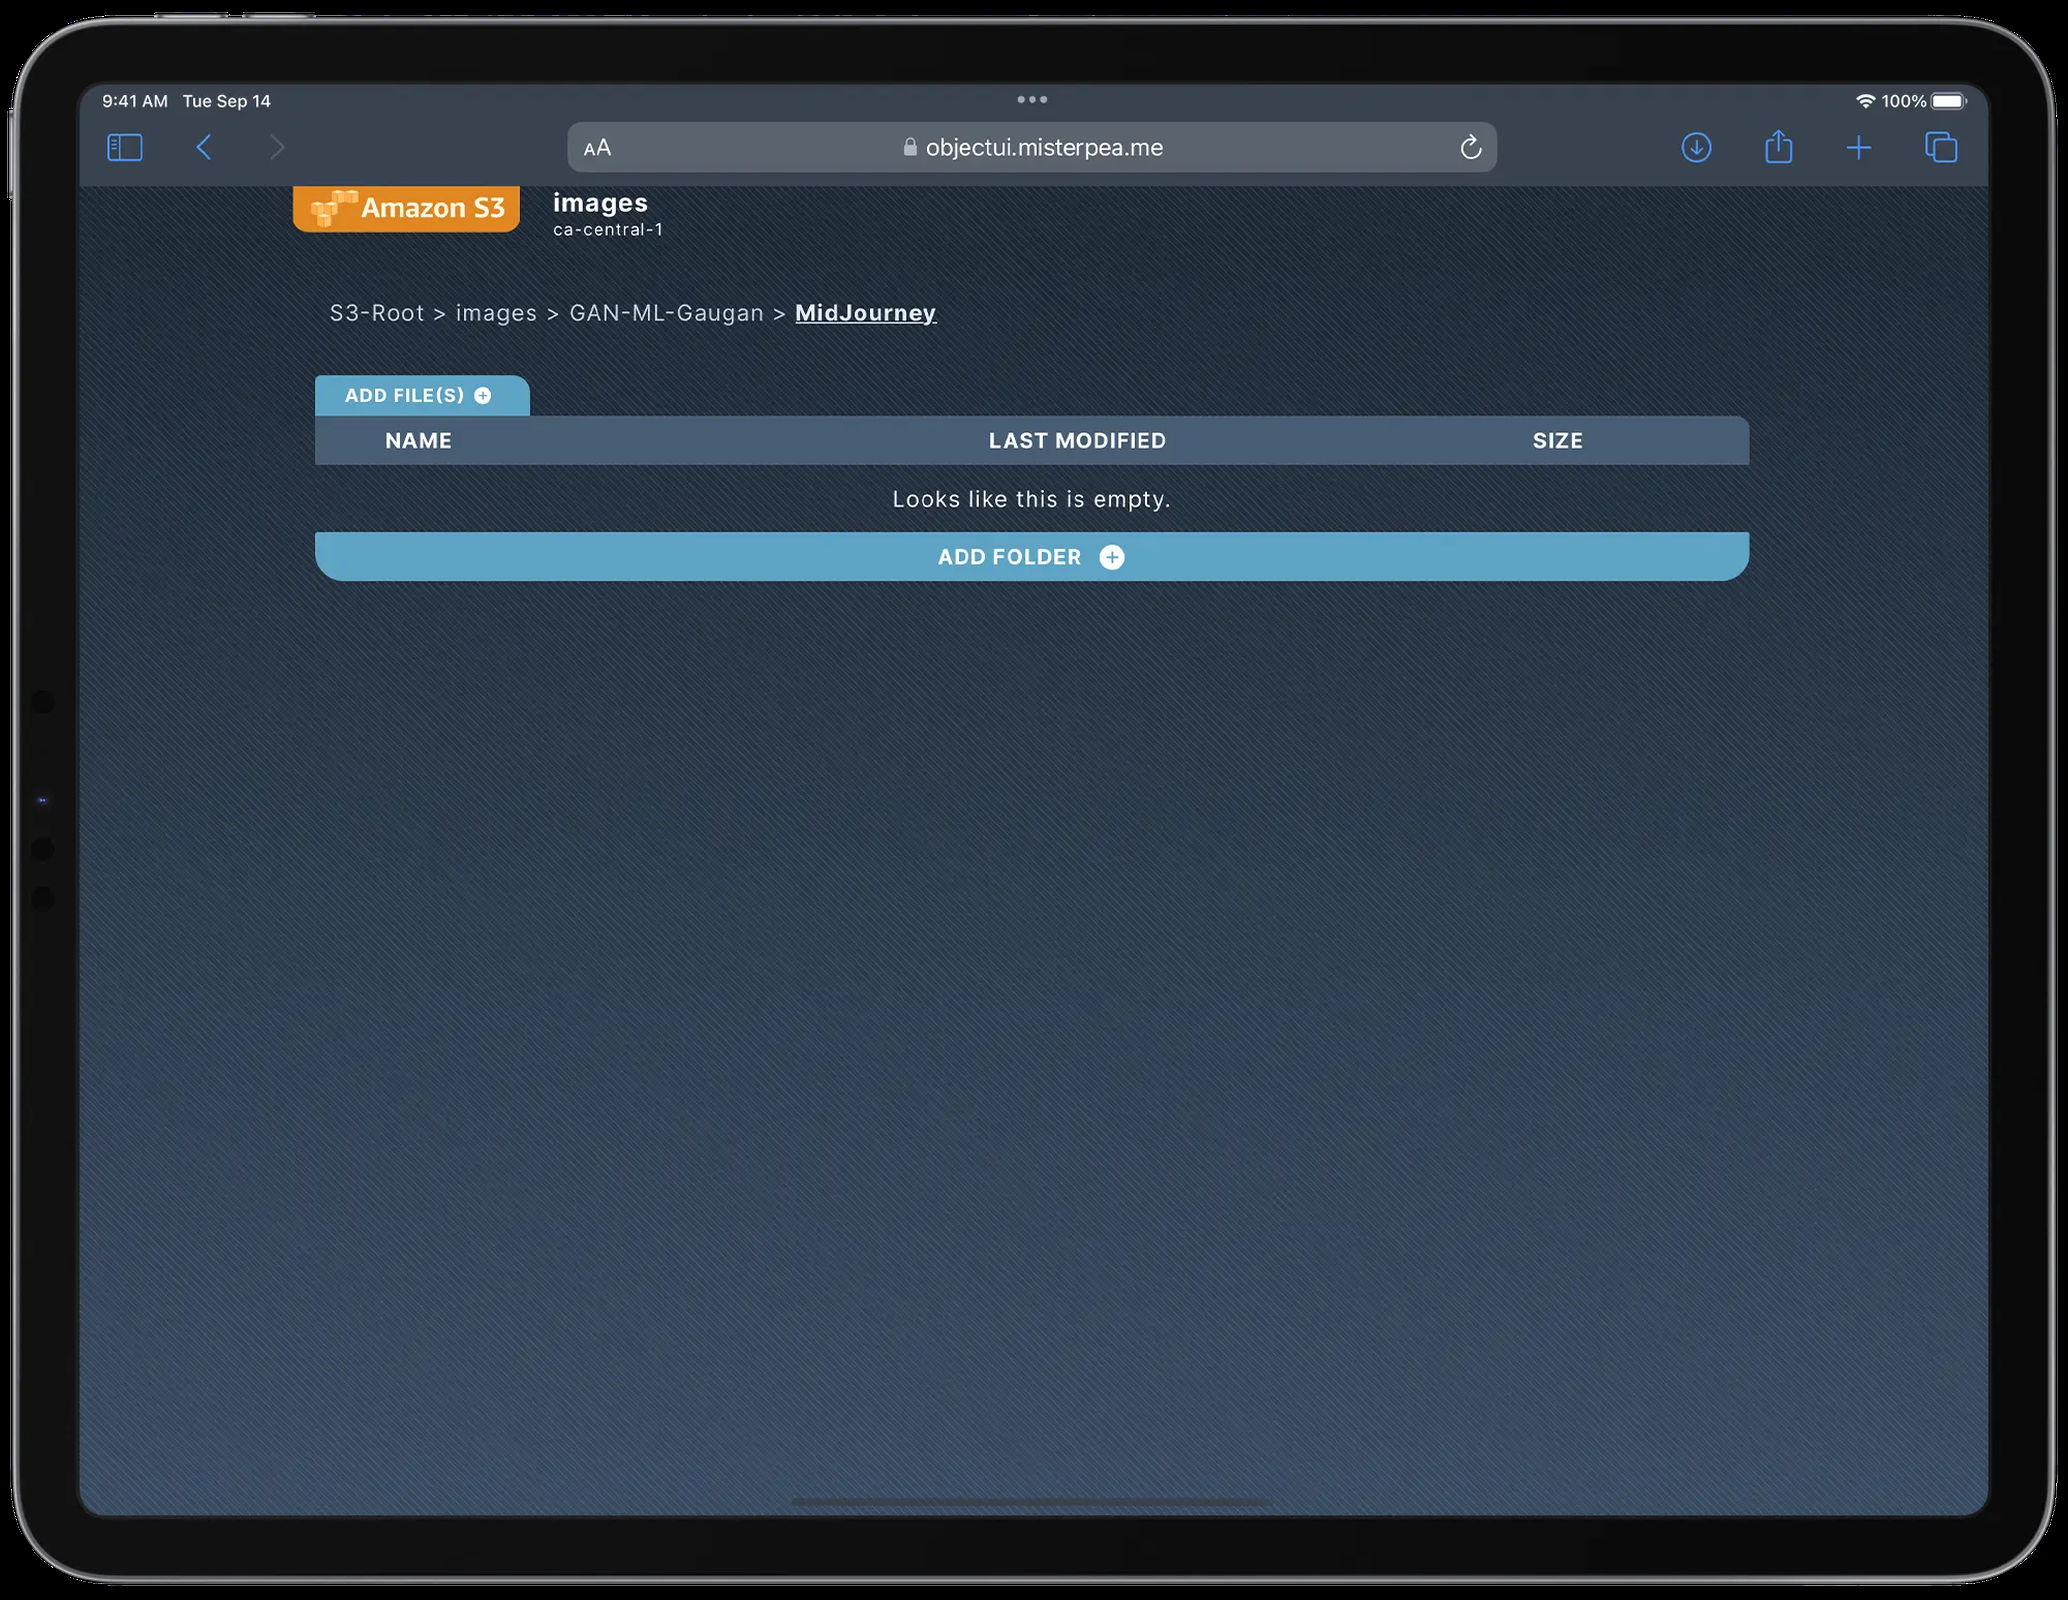 9:41 AM Tue Sep 14
100%
AA
objectui.misterpea.me
Amazon S3
images
ca-central-1
S3-Root > images > GAN-ML-Gaugan > MidJourney
ADD FILE(S)
NAME LAST MODIFIED SIZE
Looks like this is empty.
ADD FOLDER